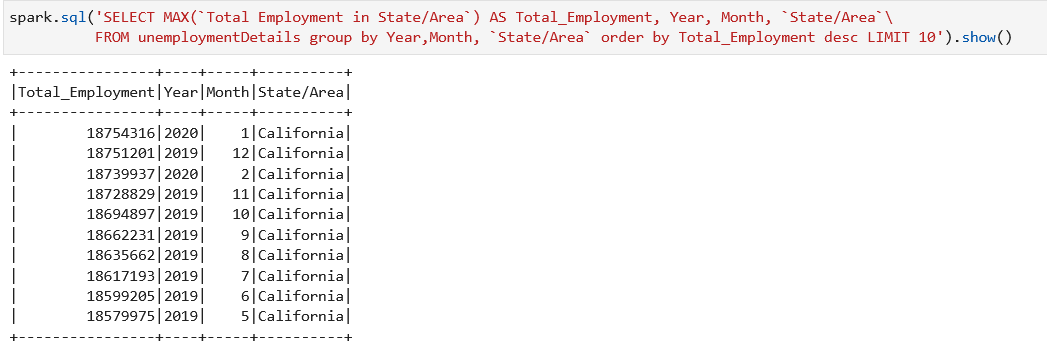 spark.sql('SELECT MAX(`Total Employment in State/Area`) AS Total_Employment, Year, Month, `State/Area`\
          FROM unemploymentDetails group by Year,Month, `State/Area` order by Total_Employment desc LIMIT 10').show()
+----------------+----+-----+----------+
|Total_Employment|Year|Month|State/Area|
+----------------+----+-----+----------+
|        18754316|2020|    1|California|
|        18751201|2019|   12|California|
|        18739937|2020|    2|California|
|        18728829|2019|   11|California|
|        18694897|2019|   10|California|
|        18662231|2019|    9|California|
|        18635662|2019|    8|California|
|        18617193|2019|    7|California|
|        18599205|2019|    6|California|
|        18579975|2019|    5|California|
+----------------+----+-----+----------+